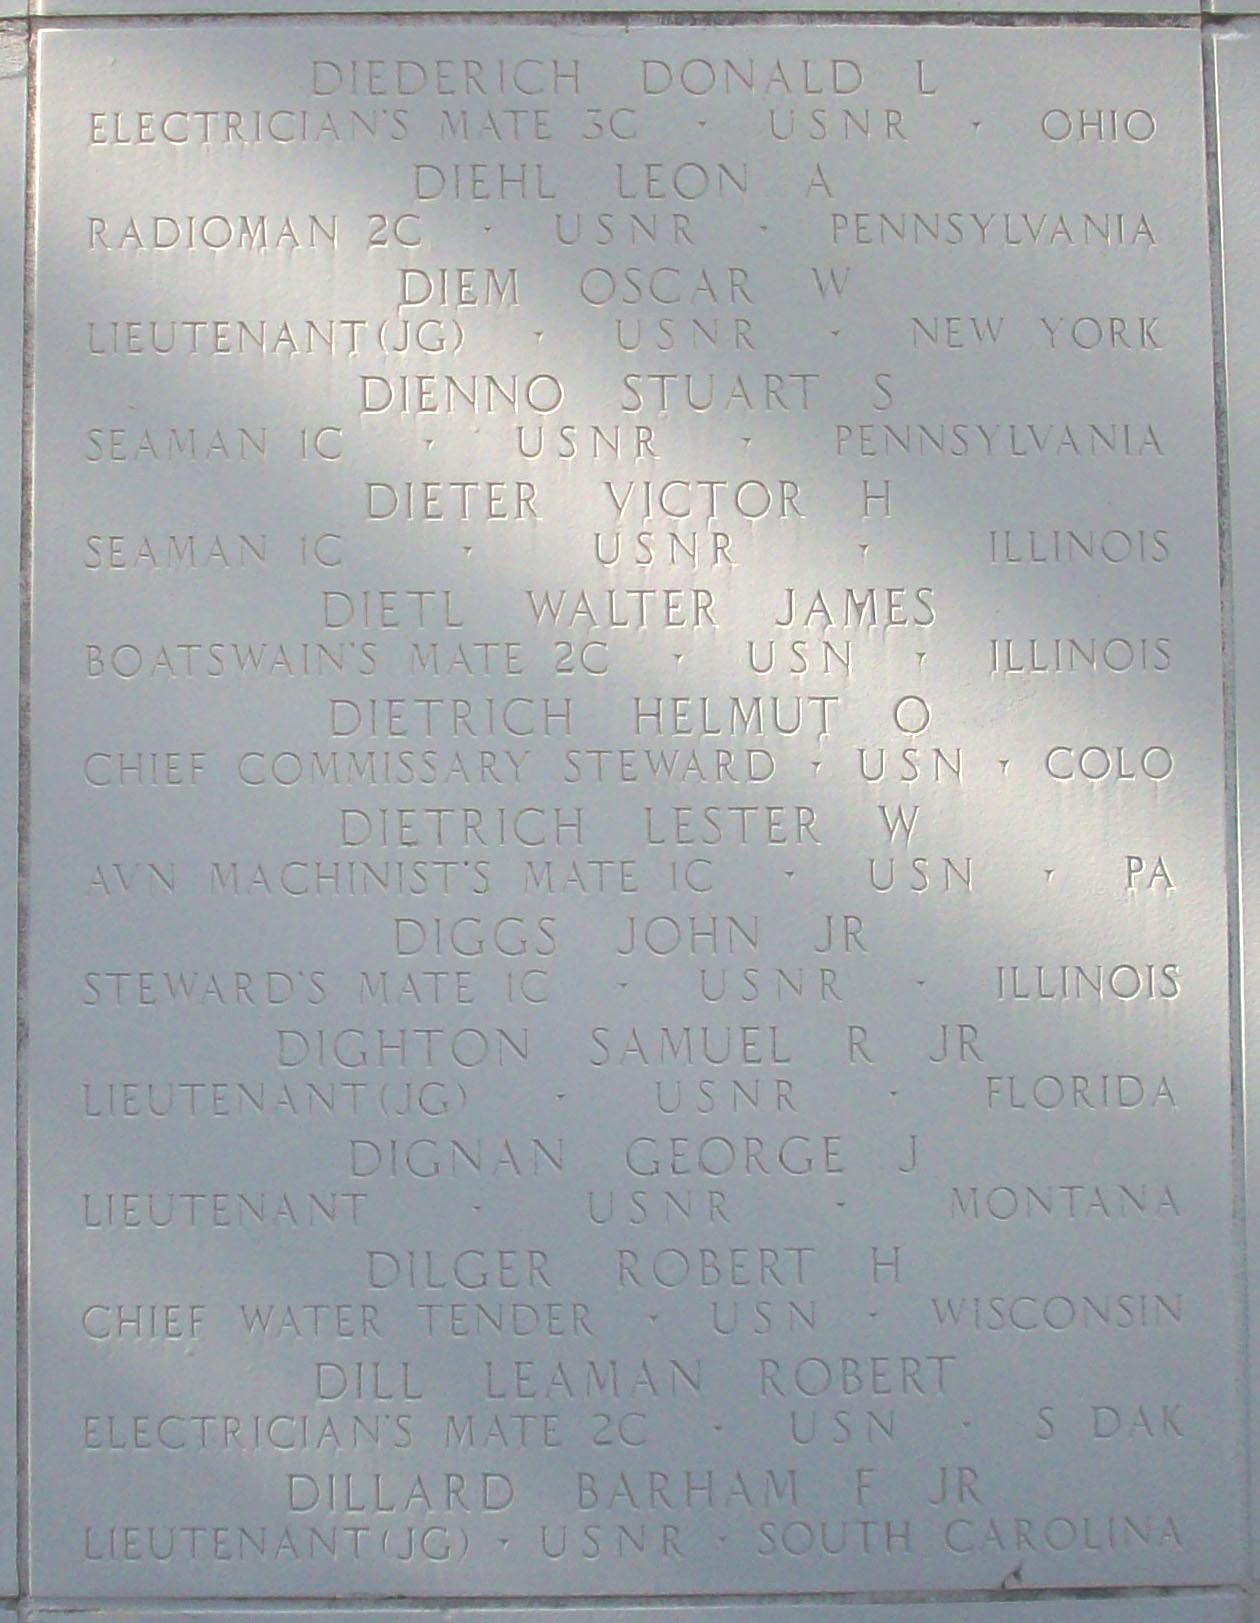 DIEDERICH DONALD L
ELECTRICIAN'S MATE 3C · USNR · OHIO
DIEHL LEON A
RADIOMAN 2C · USNR · PENNSYLVANIA
DIEM OSCAR W
LIEUTENANT(JG) · USNR · NEW YORK
DIENNO STUART S
SEAMAN 1C · USNR · PENNSYLVANIA
DIETER VICTOR H
SEAMAN 1C · USNR · ILLINOIS
DIETL WALTER JAMES
BOATSWAIN'S MATE 2C · USN · ILLINOIS
DIETRICH HELMUT O
CHIEF COMMISSARY STEWARD · USN · COLO
DIETRICH LESTER W
AVN MACHINIST'S MATE 1C · USN · PA
DIGGS JOHN JR
STEWARD'S MATE 1C · USNR · ILLINOIS
DIGHTON SAMUEL R JR
LIEUTENANT(JG) · USNR · FLORIDA
DIGNAN GEORGE J
LIEUTENANT · USNR · MONTANA
DILGER ROBERT H
CHIEF WATER TENDER · USN · WISCONSIN
DILL LEAMAN ROBERT
ELECTRICIAN'S MATE 2C · USN · S DAK
DILLARD BARHAM F JR
LIEUTENANT(JG) · USNR · SOUTH CAROLINA